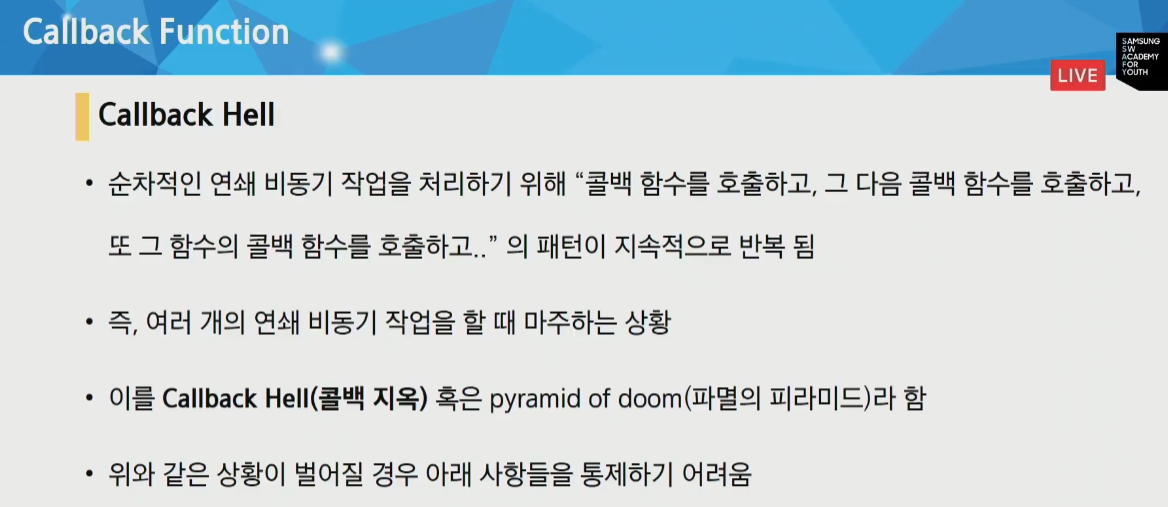 Callback Function
SAMSUNG
SW
ACADEMY
FOR
YOUTH
LIVE
Callback Hell
• 순차적인 연쇄 비동기 작업을 처리하기 위해 “콜백 함수를 호출하고, 그 다음 콜백 함수를 호출하고,
또 그 함수의 콜백 함수를 호출하고..” 의 패턴이 지속적으로 반복 됨
• 즉, 여러 개의 연쇄 비동기 작업을 할 때 마주하는 상황
• 이를 Callback Hell(콜백 지옥) 혹은 pyramid of doom(파멸의 피라미드)라 함
• 위와 같은 상황이 벌어질 경우 아래 사항들을 통제하기 어려움